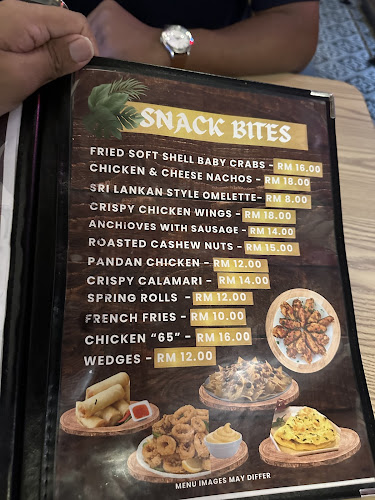 SNACK BITES
FRIED SOFT SHELL BABY CRABS - RM 16.00
CHICKEN & CHEESE NACHOS - RM 18.00
SRI LANKAN STYLE OMELETTE- RM 8.00
CRISPY CHICKEN WINGS - RM 18.00
ANCHIOVES WITH SAUSAGE - RM 14.00
ROASTED CASHEW NUTS - RM 15.00
PANDAN CHICKEN - RM 12.00
CRISPY CALAMARI - RM 14.00
SPRING ROLLS - RM 12.00
FRENCH FRIES - RM 10.00
CHICKEN "65" - RM 16.00
WEDGES - RM 12.00
MENU IMAGES MAY DIFFER